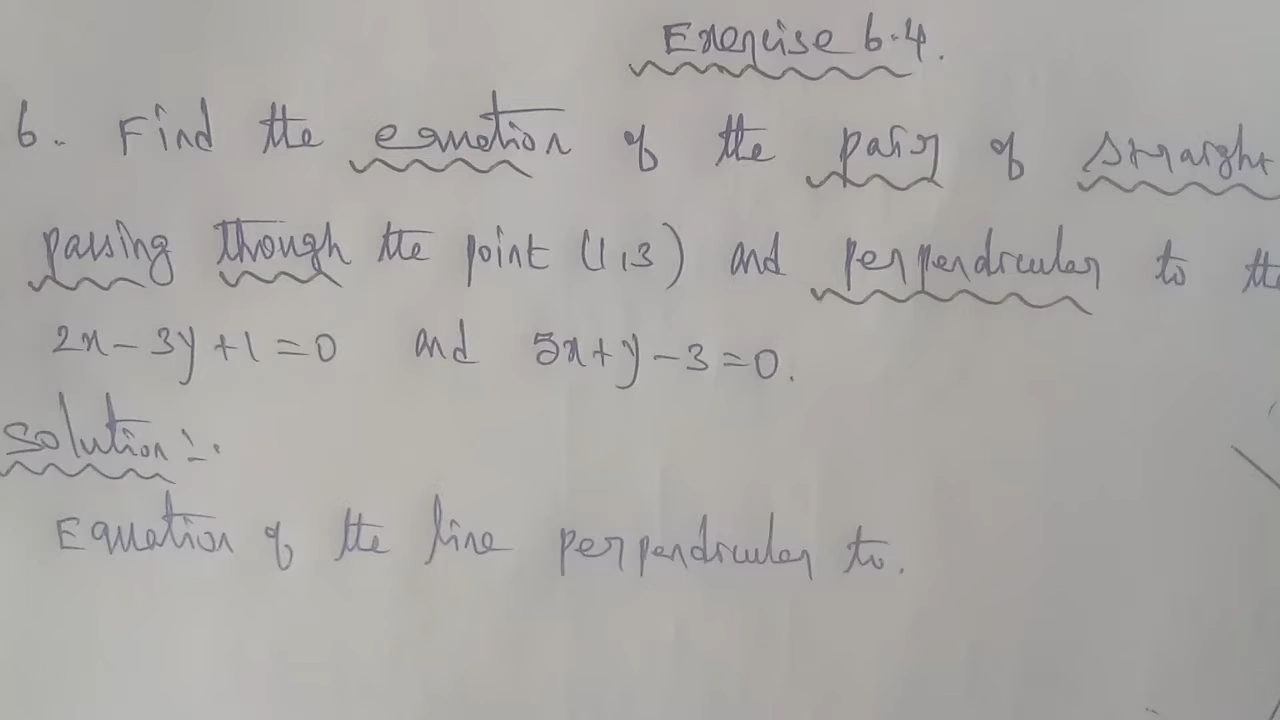 Exercise 6.4.
6. Find the equation of the pair of straight
passing through the point (1,3) and perpendicular to the
2x-3y+1=0 and 5x+y-3=0.
Solution:-
Equation of the line perpendicular to.